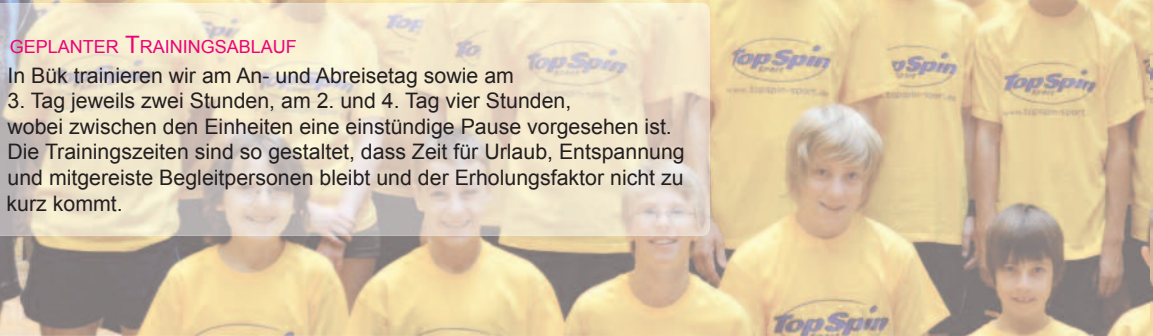 GEPLANTER TRAININGSABLAUF
In Bük trainieren wir am An- und Abreisetag sowie am
3. Tag jeweils zwei Stunden, am 2. und 4. Tag vier Stunden,
wobei zwischen den Einheiten eine einstündige Pause vorgesehen ist.
Die Trainingszeiten sind so gestaltet, dass Zeit für Urlaub, Entspannung
und mitgereiste Begleitpersonen bleibt und der Erholungsfaktor nicht zu
kurz kommt.
TopSpin
Sport
TopSpin
TopSpin
TopSpin
TopSpin